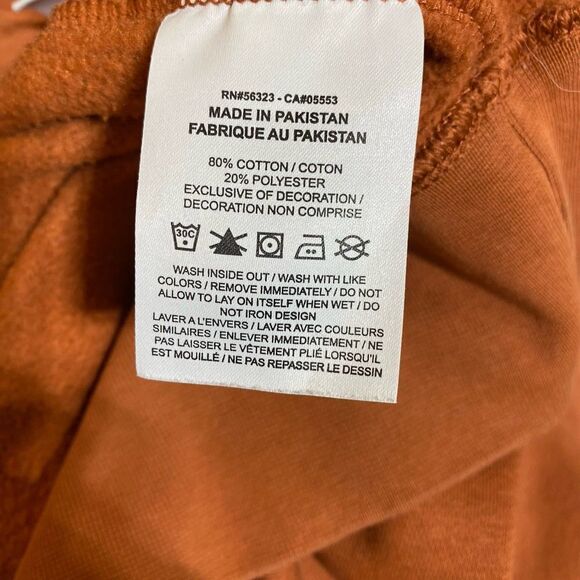 RN#56323 - CA#05553
MADE IN PAKISTAN
FABRIQUE AU PAKISTAN
80% COTTON / COTON
20% POLYESTER
EXCLUSIVE OF DECORATION /
DECORATION NON COMPRISE
30C
WASH INSIDE OUT / WASH WITH LIKE
COLORS / REMOVE IMMEDIATELY / DO NOT
ALLOW TO LAY ON ITSELF WHEN WET / DO
NOT IRON DESIGN
LAVER A L'ENVERS / LAVER AVEC COULEURS
SIMILAIRES / ENLEVER IMMEDIATEMENT / NE
PAS LAISSER LE VÊTEMENT PLIÉ LORSQU'IL
EST MOUILLÉ / NE PAS REPASSER LE DESSIN